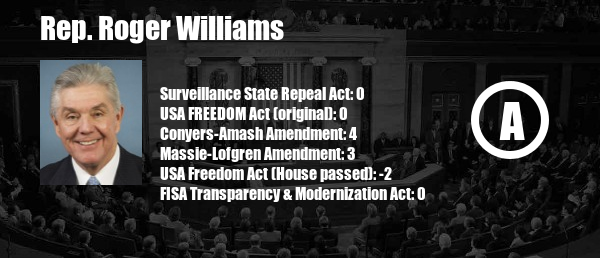 Rep. Roger Williams
Surveillance State Repeal Act: 0
USA FREEDOM Act (original): 0
Conyers-Amash Amendment: 4
Massie-Lofgren Amendment: 3
USA Freedom Act (House passed): -2
FISA Transparency & Modernization Act: 0
A